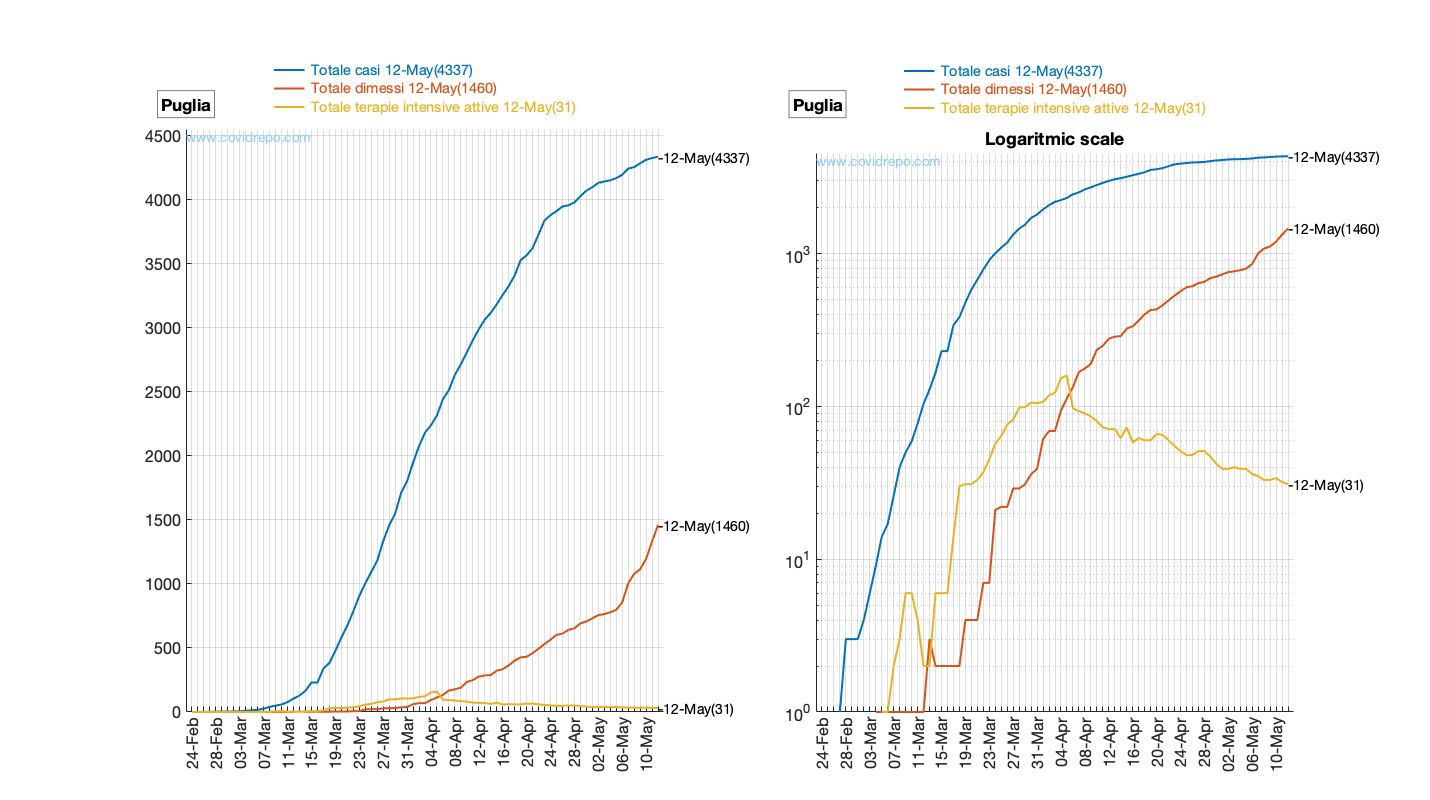 Totale casi 12-May(4337)
Totale dimessi 12-May(1460)
Totale terapie intensive attive 12-May(31)
Puglia
www.covidrepo.com
4500
4000
3500
3000
2500
2000
1500
1000
500
0
12-May(4337)
12-May(1460)
12-May(31)
24-Feb
28-Feb
03-Mar
07-Mar
11-Mar
15-Mar
19-Mar
23-Mar
27-Mar
31-Mar
04-Apr
08-Apr
12-Apr
16-Apr
20-Apr
24-Apr
28-Apr
02-May
06-May
10-May
Totale casi 12-May(4337)
Totale dimessi 12-May(1460)
Totale terapie intensive attive 12-May(31)
Puglia
Logaritmic scale
www.covidrepo.com
10^3
10^2
10^1
10^0
12-May(4337)
12-May(1460)
12-May(31)
24-Feb
28-Feb
03-Mar
07-Mar
11-Mar
15-Mar
19-Mar
23-Mar
27-Mar
31-Mar
04-Apr
08-Apr
12-Apr
16-Apr
20-Apr
24-Apr
28-Apr
02-May
06-May
10-May